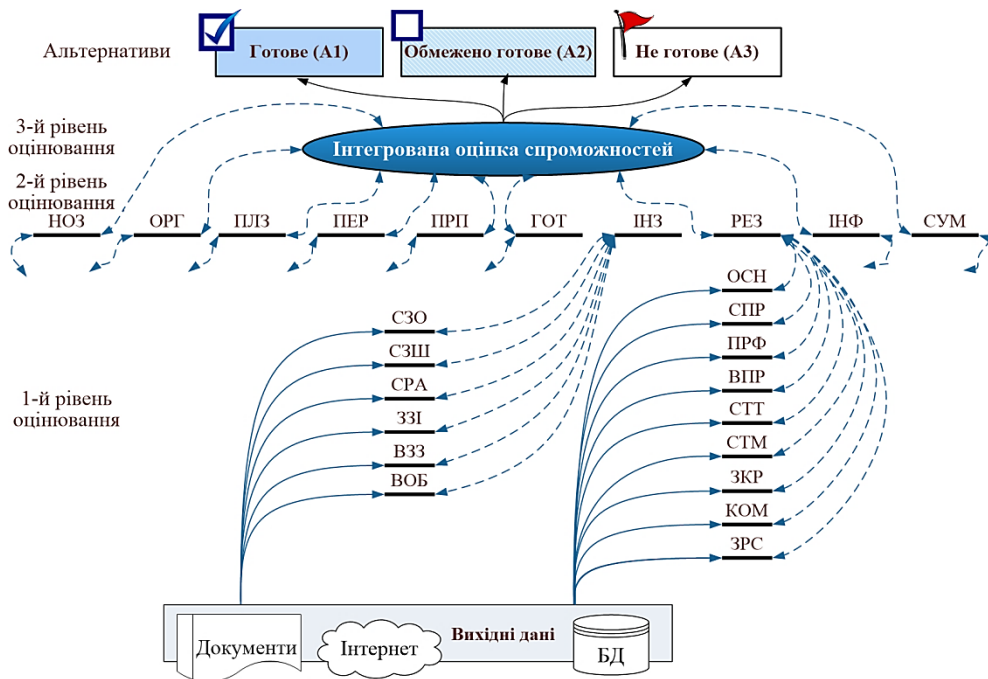 Альтернативи
Готове (А1)
Обмежено готове (А2)
Не готове (А3)
3-й рівень
оцінювання
Інтегрована оцінка спроможностей
2-й рівень
оцінювання
НОЗ
ОРГ
ПЛЗ
ПЕР
ПРП
ГОТ
ІНЗ
РЕЗ
ІНФ
СУМ
1-й рівень
оцінювання
СЗО
СЗШ
СРА
ЗЗІ
ВЗЗ
ВОБ
ОСН
СПР
ПРФ
ВПР
СТТ
СТМ
ЗКР
КОМ
ЗРС
Документи
Інтернет
Вихідні дані
БД